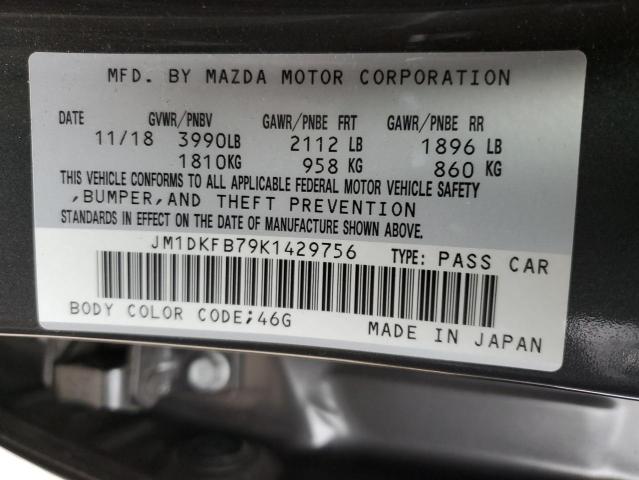 MFD. BY MAZDA MOTOR CORPORATION
DATE GVWR/PNBV GAWR/PNBE FRT GAWR/PNBE RR
11/18 3990LB 2112 LB 1896 LB
1810KG 958 KG 860 KG
THIS VEHICLE CONFORMS TO ALL APPLICABLE FEDERAL MOTOR VEHICLE SAFETY
,BUMPER,AND THEFT PREVENTION
STANDARDS IN EFFECT ON THE DATE OF MANUFACTURE SHOWN ABOVE.
JM1DKFB79K1429756 TYPE: PASS CAR
BODY COLOR CODE;46G
MADE IN JAPAN